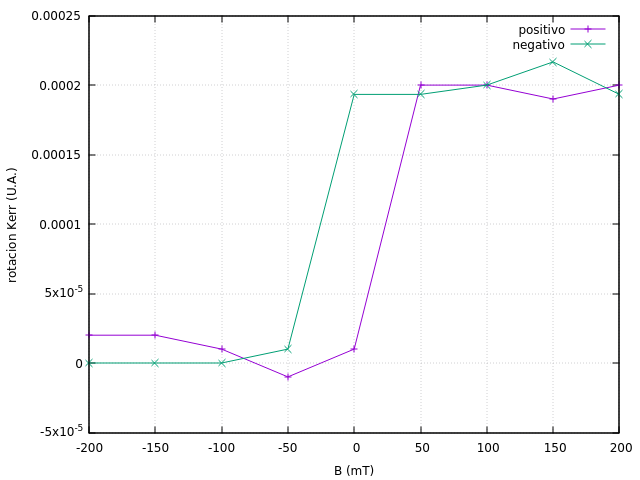 0.00025
0.0002
0.00015
0.0001
5x10⁻⁵
0
-5x10⁻⁵
rotacion Kerr (U.A.)
positivo
negativo
-200 -150 -100 -50 0 50 100 150 200
B (mT)